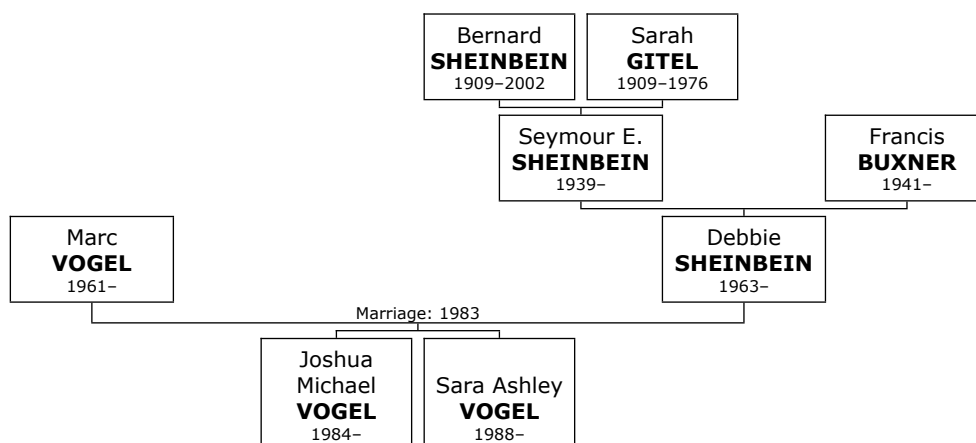 Bernard
SHEINBEIN
1909–2002
Sarah
GITEL
1909–1976
Seymour E.
SHEINBEIN
1939–
Francis
BUXNER
1941–
Marc
VOGEL
1961–
Debbie
SHEINBEIN
1963–
Marriage: 1983
Joshua
Michael
VOGEL
1984–
Sara Ashley
VOGEL
1988–